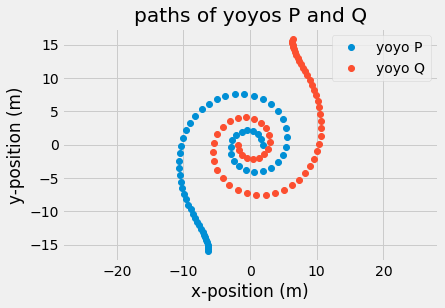 paths of yoyos P and Q
yoyo P
yoyo Q
y-position (m)
15
10
5
0
−5
−10
−15
−20
−10
0
10
20
x-position (m)